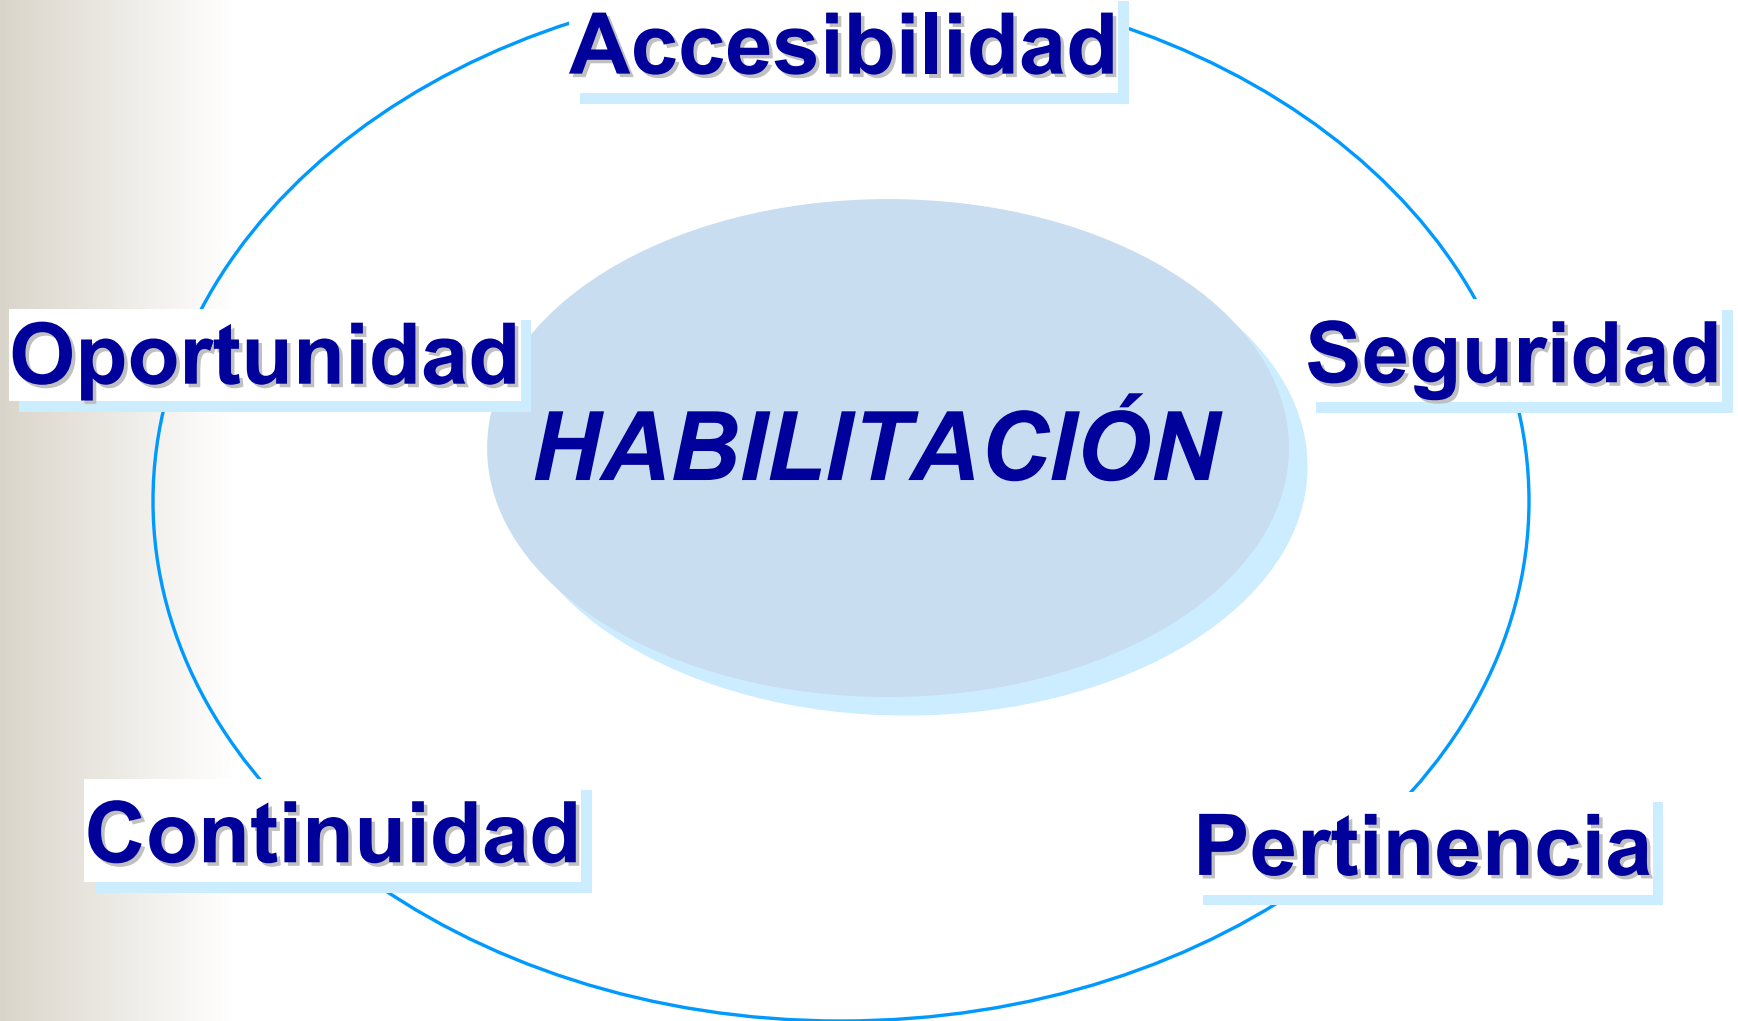 Accesibilidad
Oportunidad
Seguridad
HABILITACIÓN
Continuidad
Pertinencia